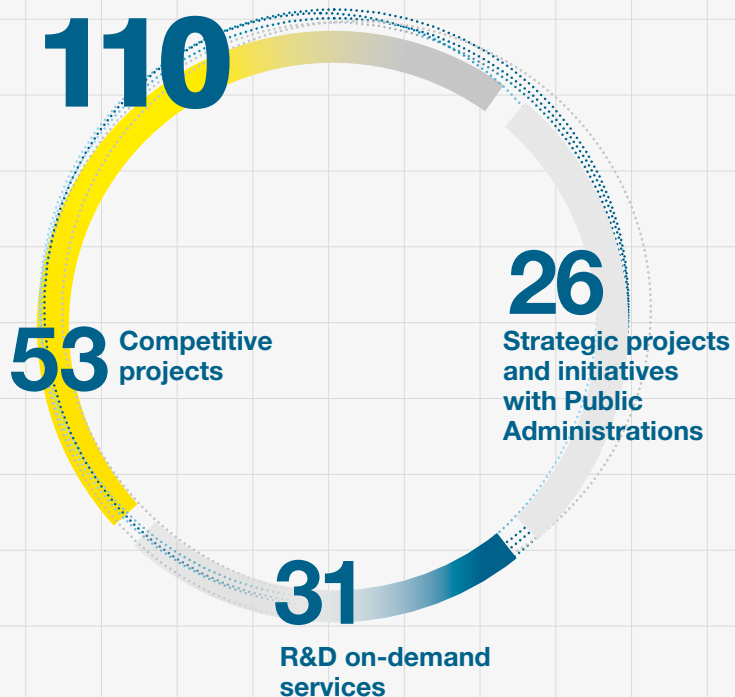 110
26
Strategic projects
and initiatives
with Public
Administrations
53
Competitive
projects
31
R&D on-demand
services